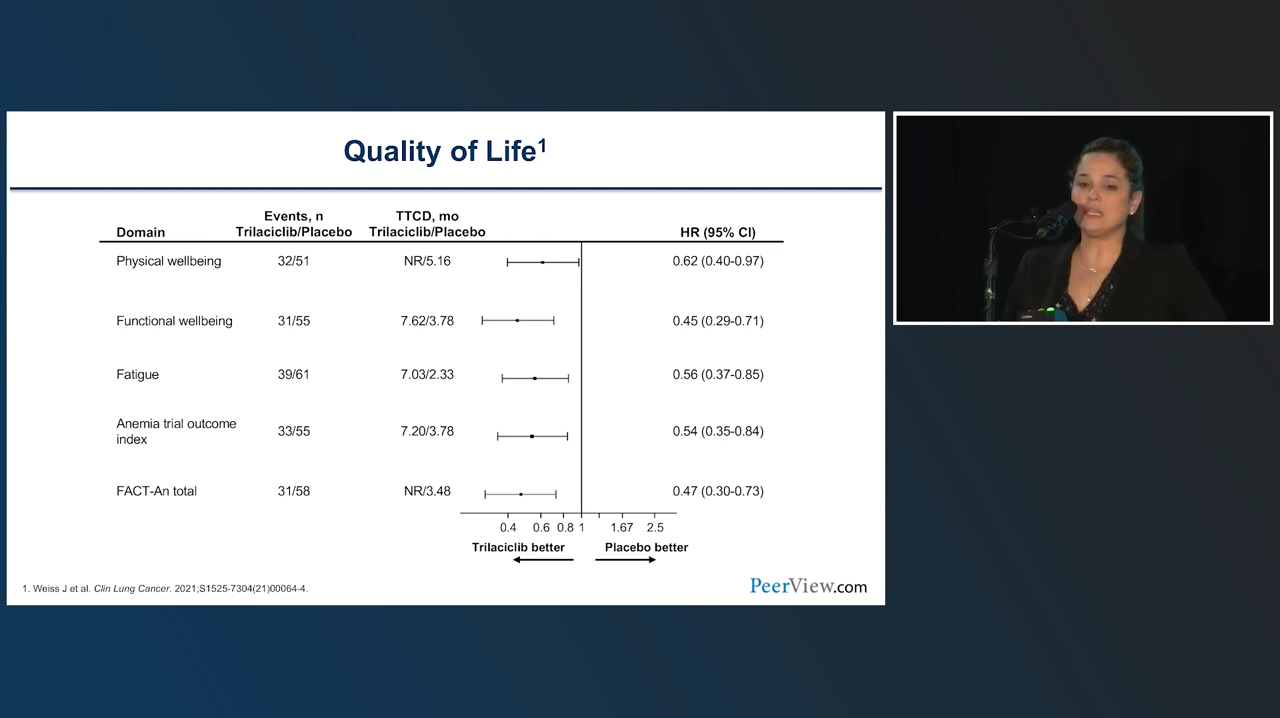 Quality of Life1
Events, n TTCD, mo
Domain Trilaciclib/Placebo Trilaciclib/Placebo HR (95% CI)
Physical wellbeing 32/51 NR/5.16 0.62 (0.40-0.97)
Functional wellbeing 31/55 7.62/3.78 0.45 (0.29-0.71)
Fatigue 39/61 7.03/2.33 0.56 (0.37-0.85)
Anemia trial outcome
index 33/55 7.20/3.78 0.54 (0.35-0.84)
FACT-An total 31/58 NR/3.48 0.47 (0.30-0.73)
0.4 0.6 0.8 1 1.67 2.5
Trilaciclib better Placebo better
1. Weiss J et al. Clin Lung Cancer. 2021;S1525-7304(21)00064-4.
PeerView.com